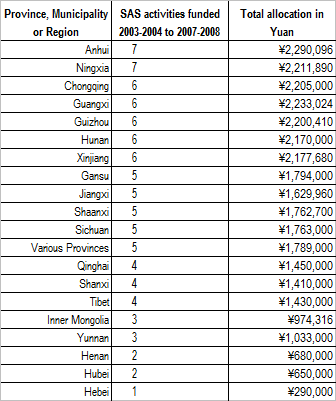 Province, Municipality or Region SAS activities funded 2003-2004 to 2007-2008 Total allocation in Yuan
Anhui 7 ¥2,290,096
Ningxia 7 ¥2,211,890
Chongqing 6 ¥2,205,000
Guangxi 6 ¥2,233,024
Guizhou 6 ¥2,200,410
Hunan 6 ¥2,170,000
Xinjiang 6 ¥2,177,680
Gansu 5 ¥1,794,000
Jiangxi 5 ¥1,629,960
Shaanxi 5 ¥1,762,700
Sichuan 5 ¥1,763,000
Various Provinces 5 ¥1,789,000
Qinghai 4 ¥1,450,000
Shanxi 4 ¥1,410,000
Tibet 4 ¥1,430,000
Inner Mongolia 3 ¥974,316
Yunnan 3 ¥1,033,000
Henan 2 ¥680,000
Hubei 2 ¥650,000
Hebei 1 ¥290,000